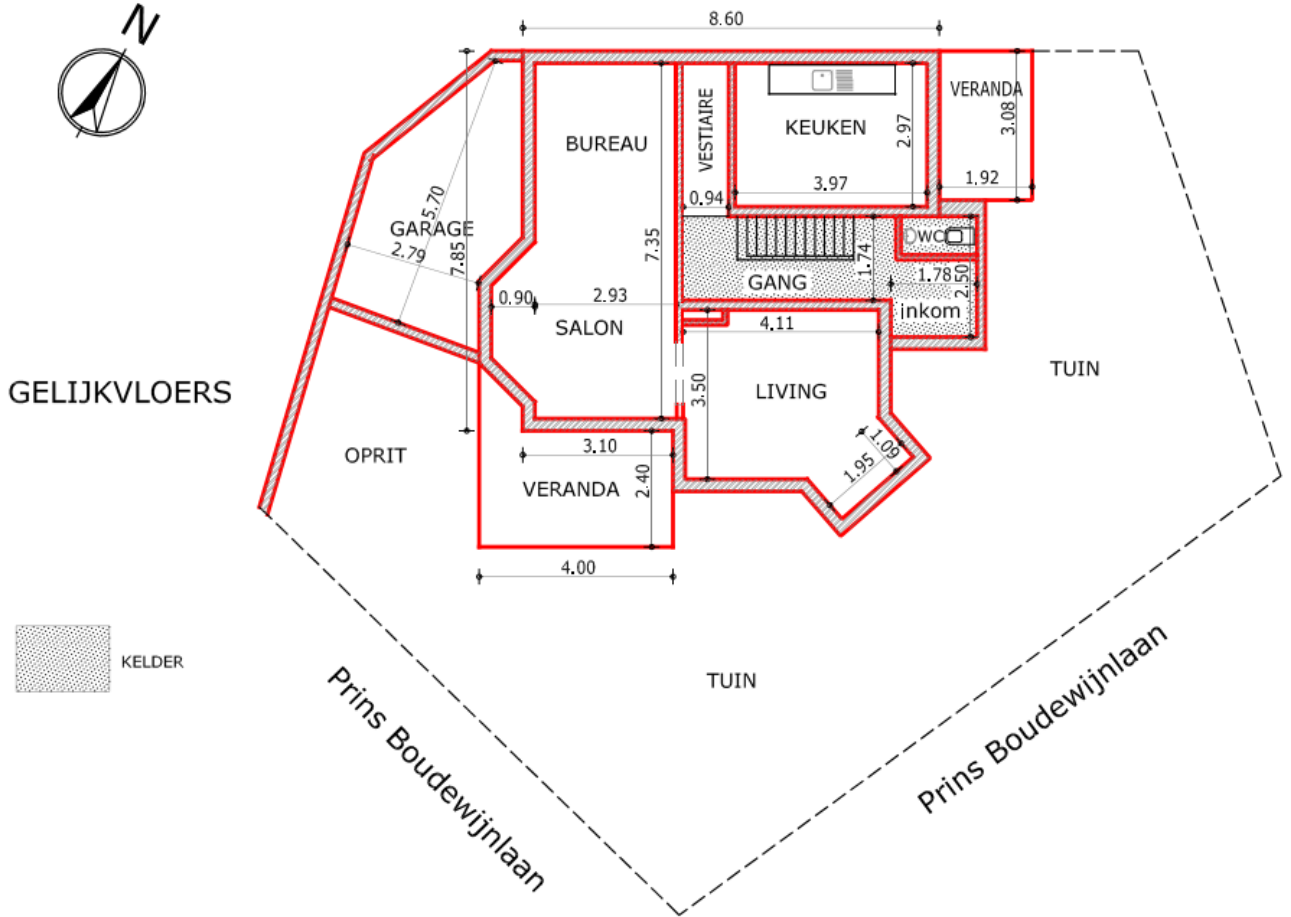 N
8.60
BUREAU
VESTIAIRE
KEUKEN
VERANDA
3.08
2.97
3.97
0.94
1.92
5.70
GARAGE
2.79
7.85
7.35
1.74
WC
GANG
1.78
2.50
inkom
0.90
2.93
SALON
4.11
GELIJKVLOERS
3.50
LIVING
TUIN
OPRIT
3.10
1.09
1.95
VERANDA
2.40
4.00
KELDER
TUIN
Prins Boudewijnlaan
Prins Boudewijnlaan